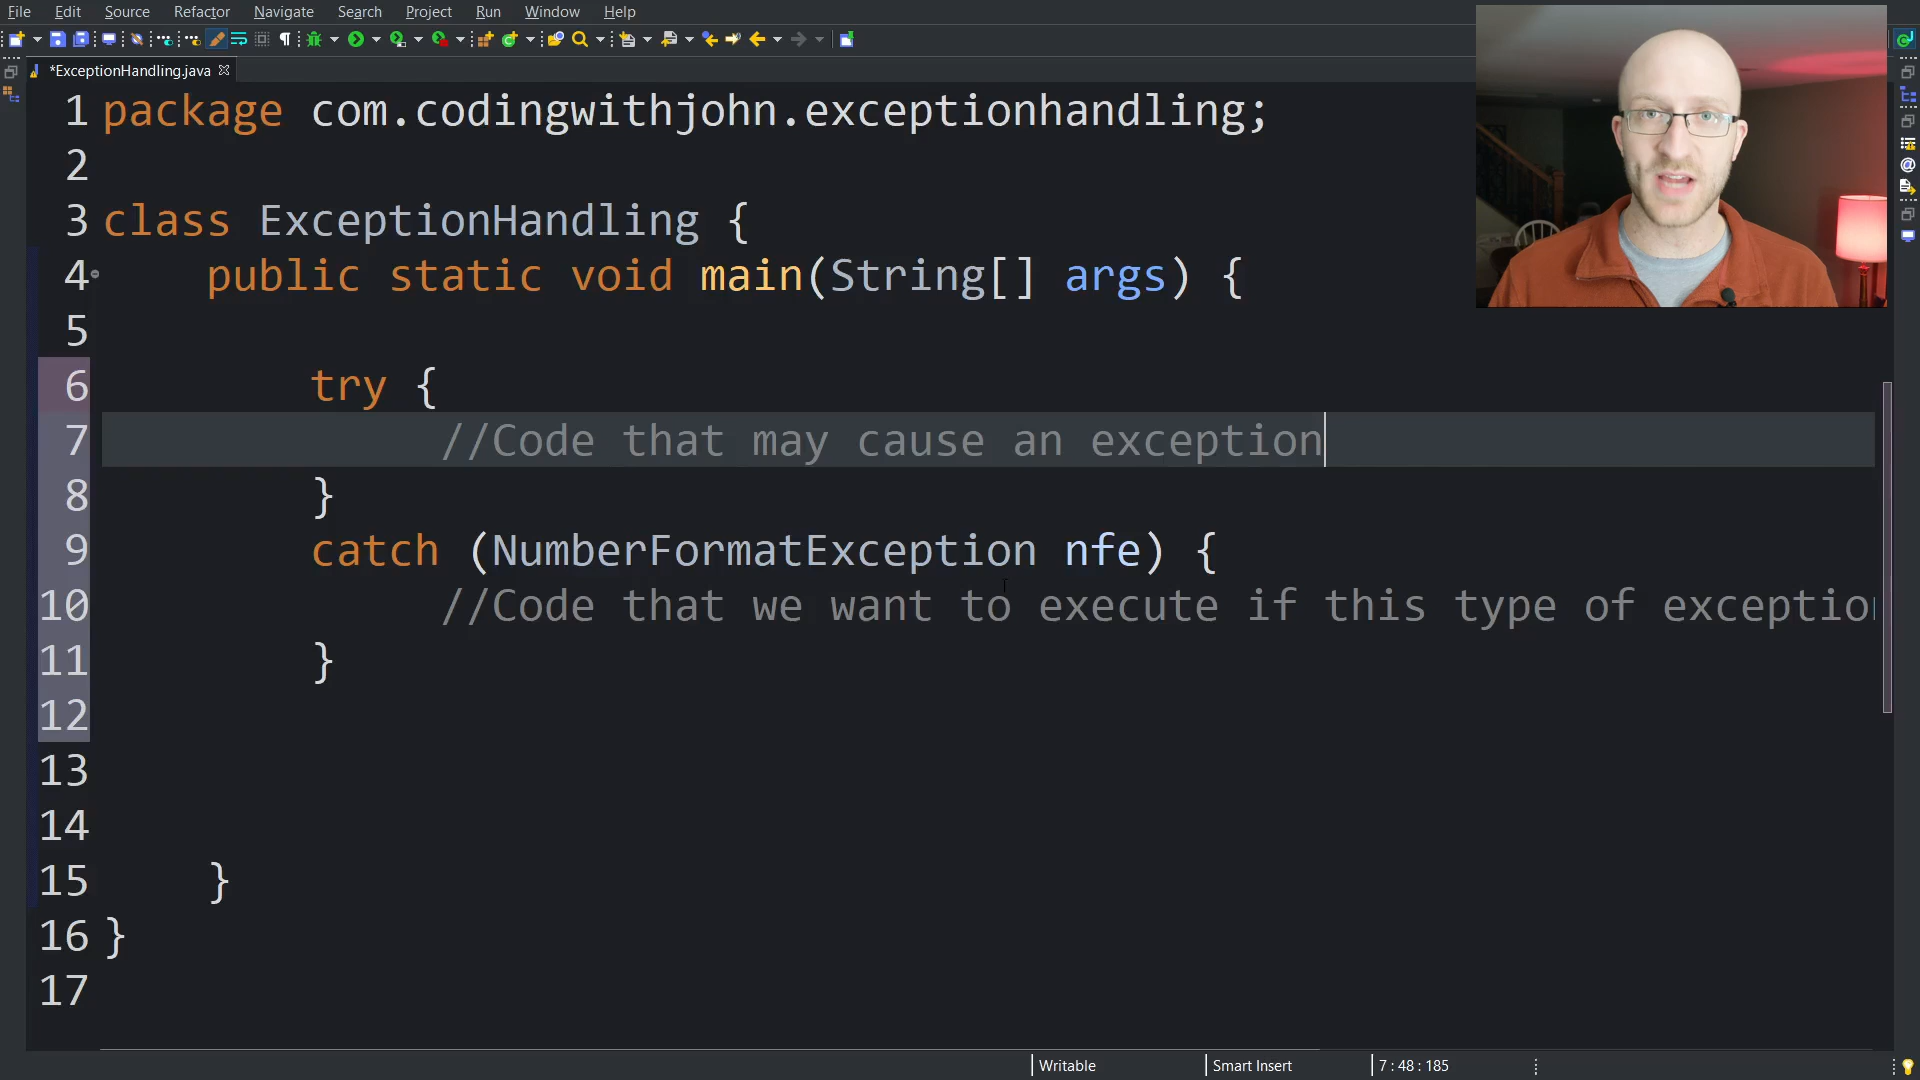 File Edit Source Refactor Navigate Search Project Run Window Help
*ExceptionHandling.java
1 package com.codingwithjohn.exceptionhandling;
2
3 class ExceptionHandling {
4 public static void main(String[] args) {
5
6 try {
7 //Code that may cause an exception
8 }
9 catch (NumberFormatException nfe) {
10 //Code that we want to execute if this type of exceptio
11 }
12
13
14
15 }
16 }
17
Writable Smart Insert 7 : 48 : 185